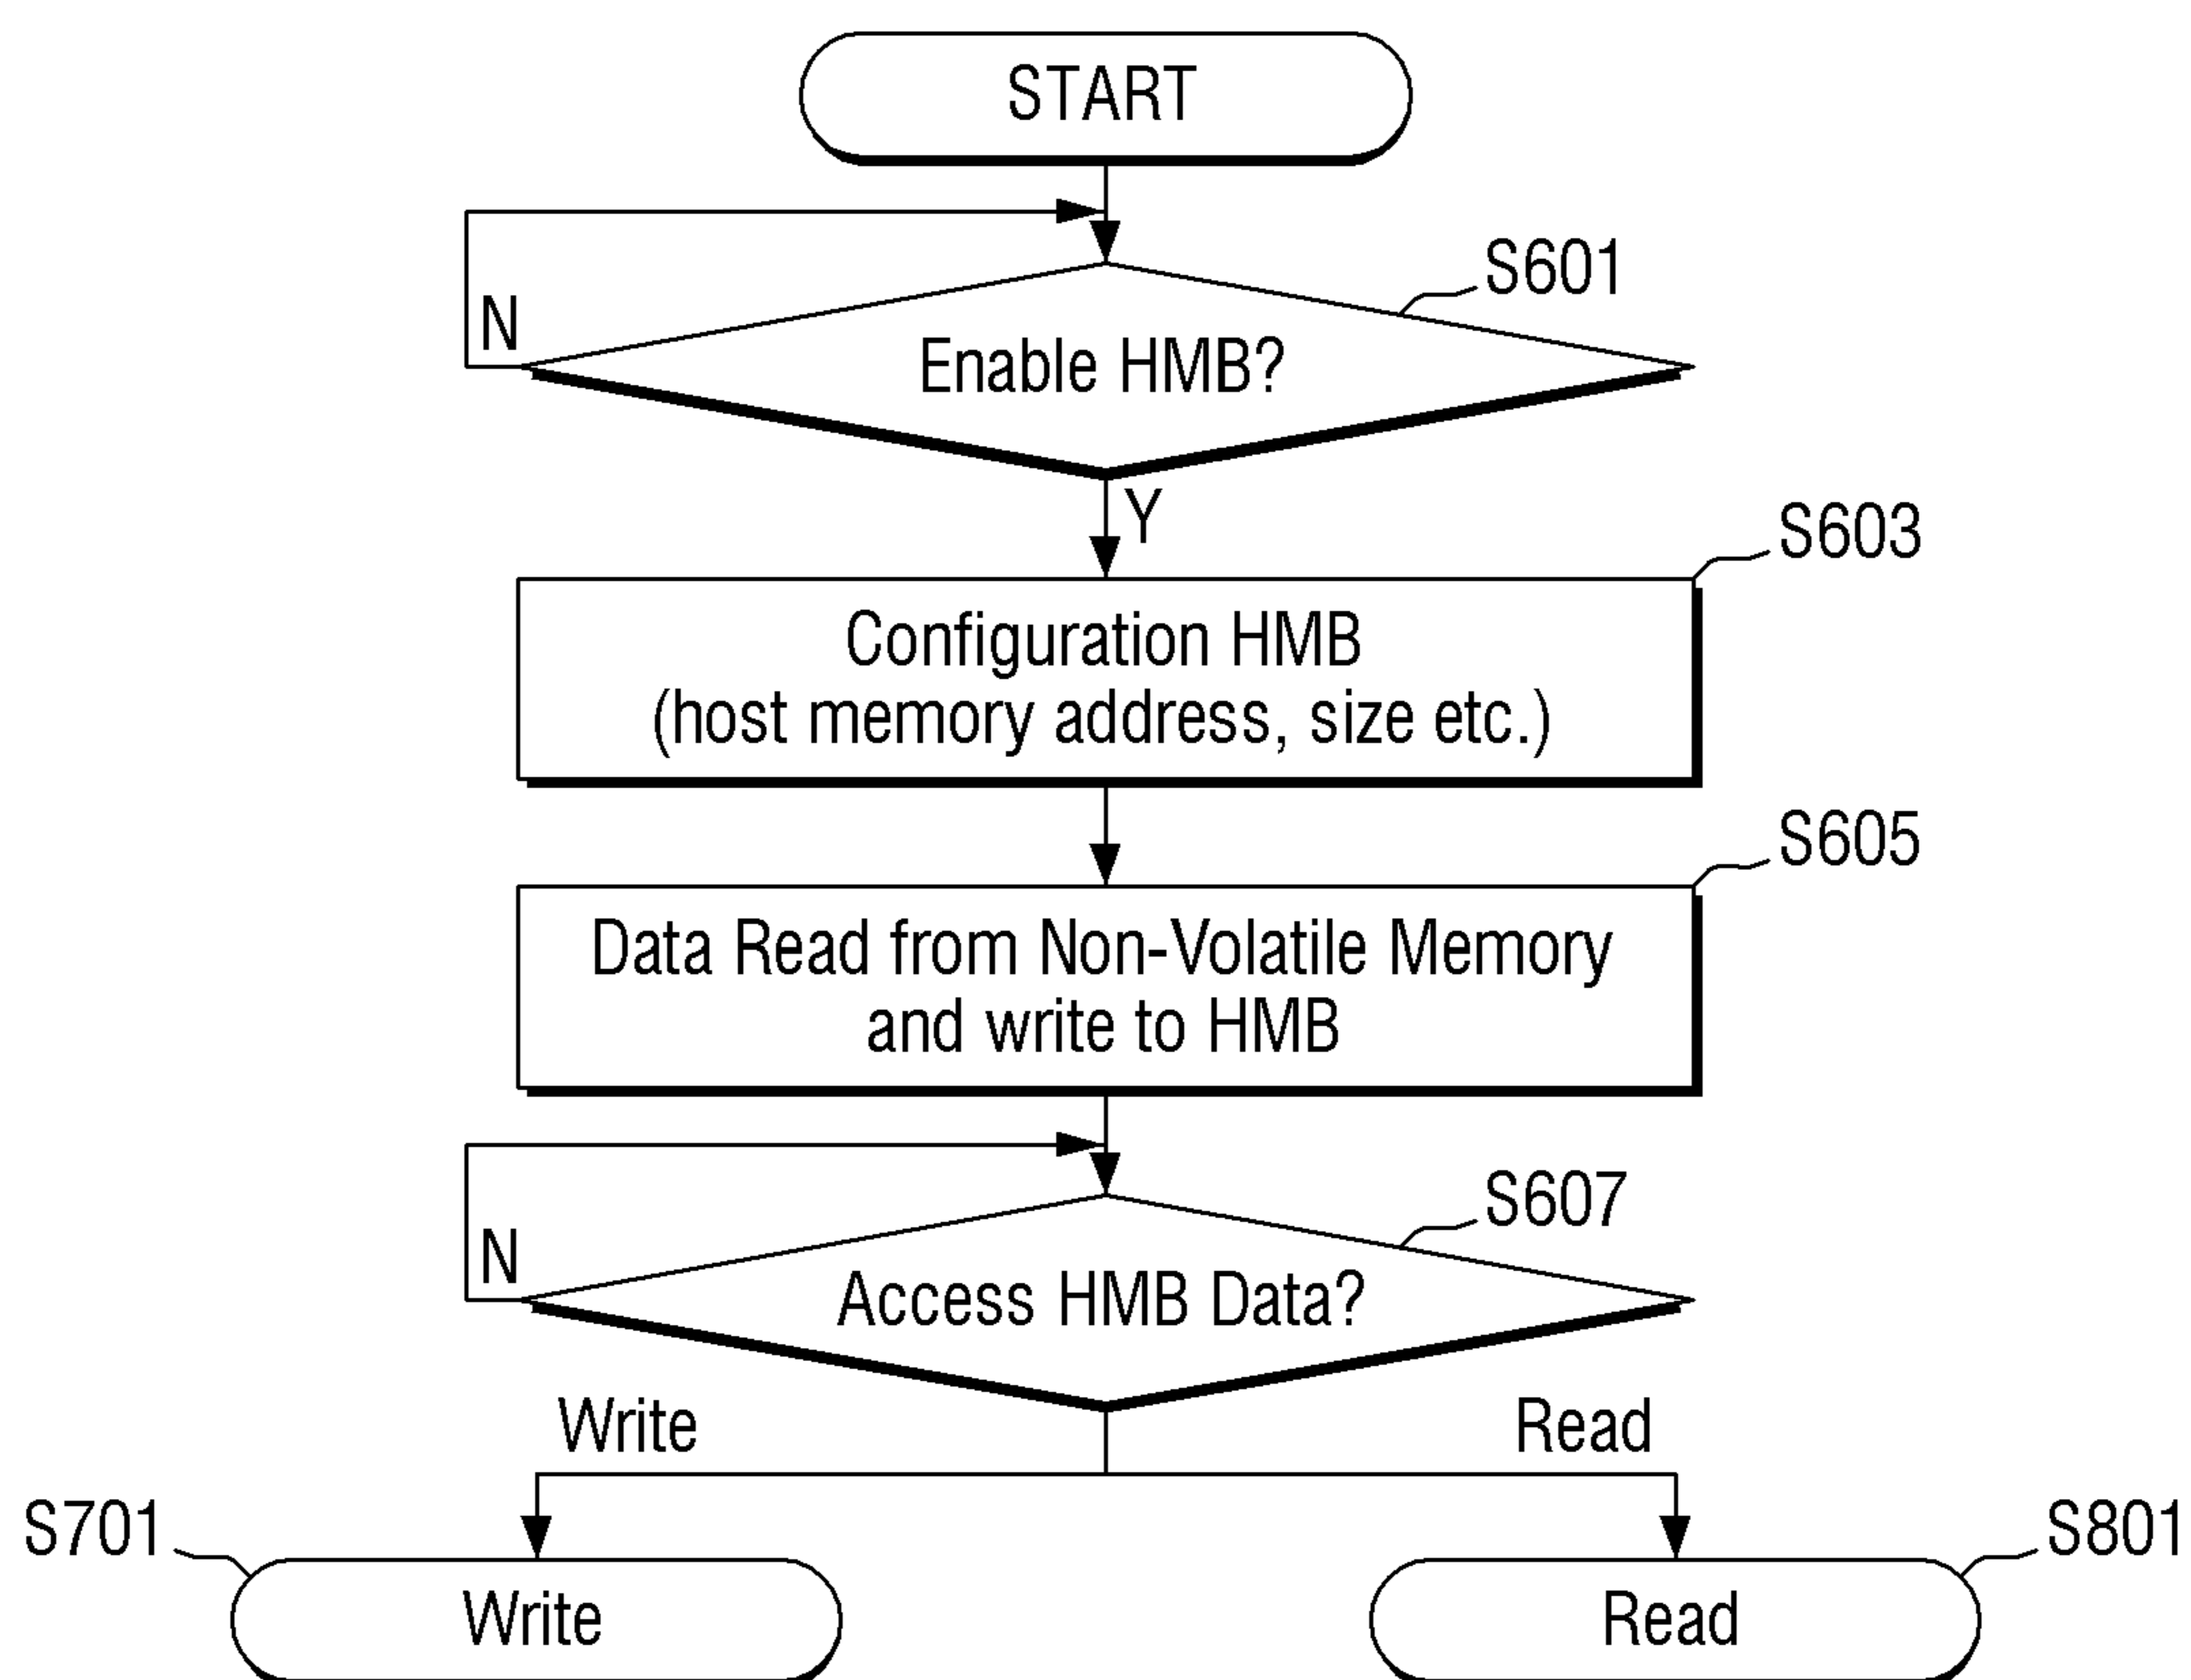 START
S601
N
Enable HMB?
Y
S603
Configuration HMB
(host memory address, size etc.)
S605
Data Read from Non-Volatile Memory
and write to HMB
S607
N
Access HMB Data?
Write
Read
S701
S801
Write
Read